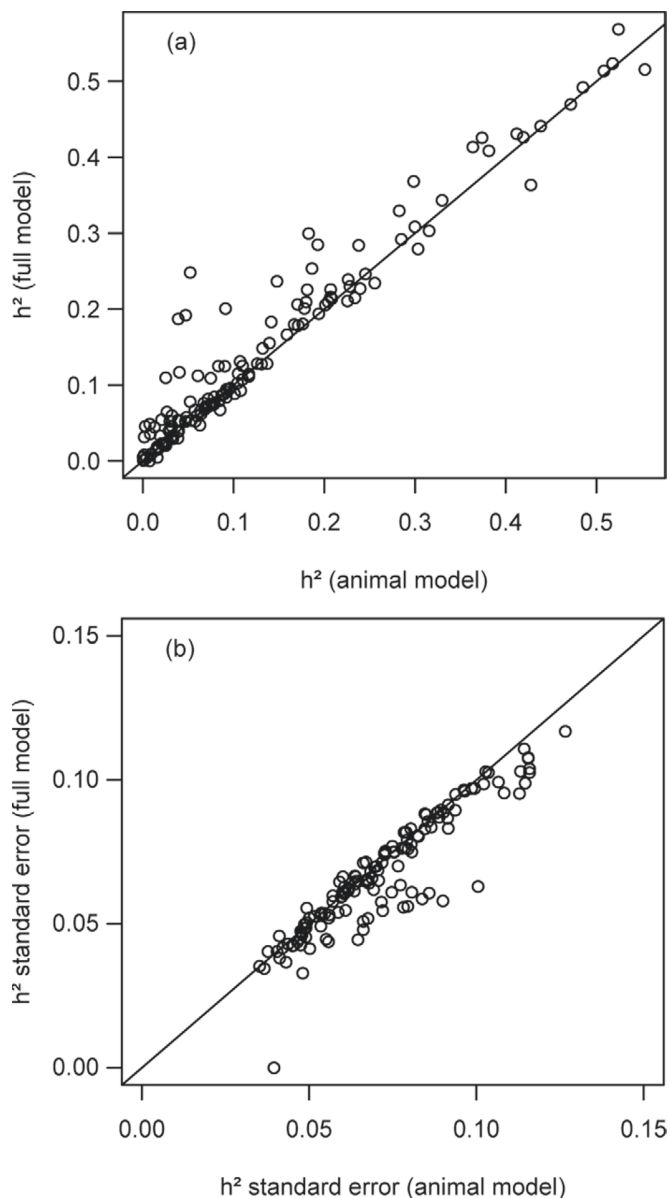 (a)
0.5
0.4
0.3
0.2
0.1
0.0
h² (full model)
0.0 0.1 0.2 0.3 0.4 0.5
h² (animal model)
(b)
0.15
0.10
0.05
0.00
h² standard error (full model)
0.00 0.05 0.10 0.15
h² standard error (animal model)